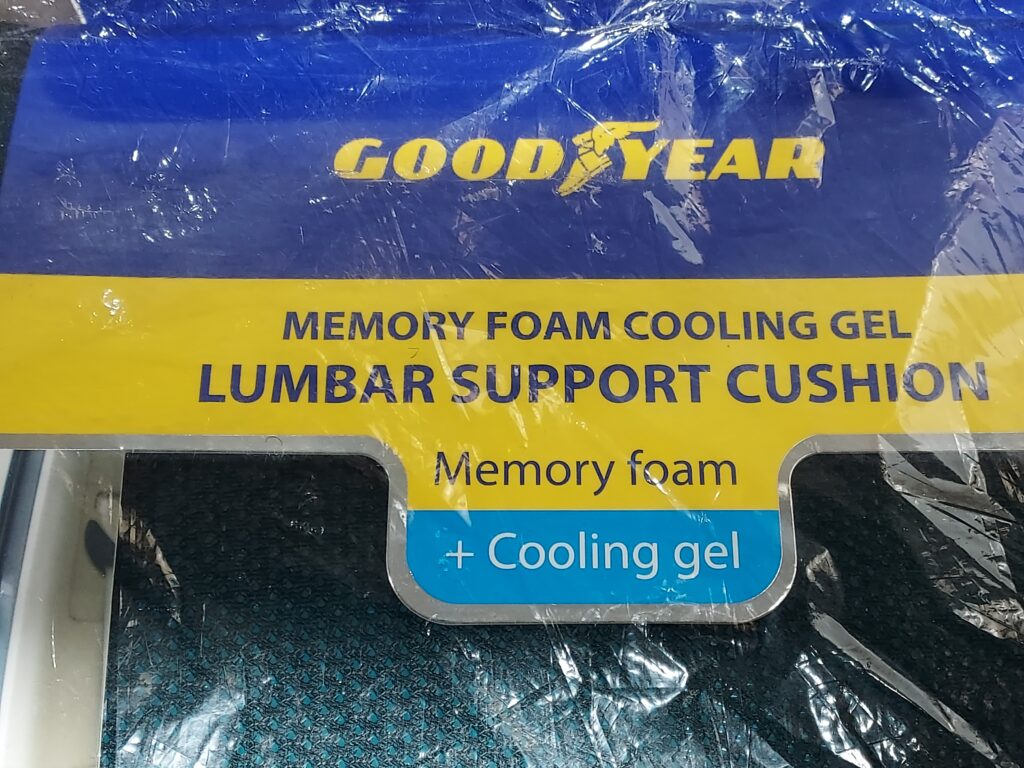 GOODYEAR
MEMORY FOAM COOLING GEL
LUMBAR SUPPORT CUSHION
Memory foam
+ Cooling gel